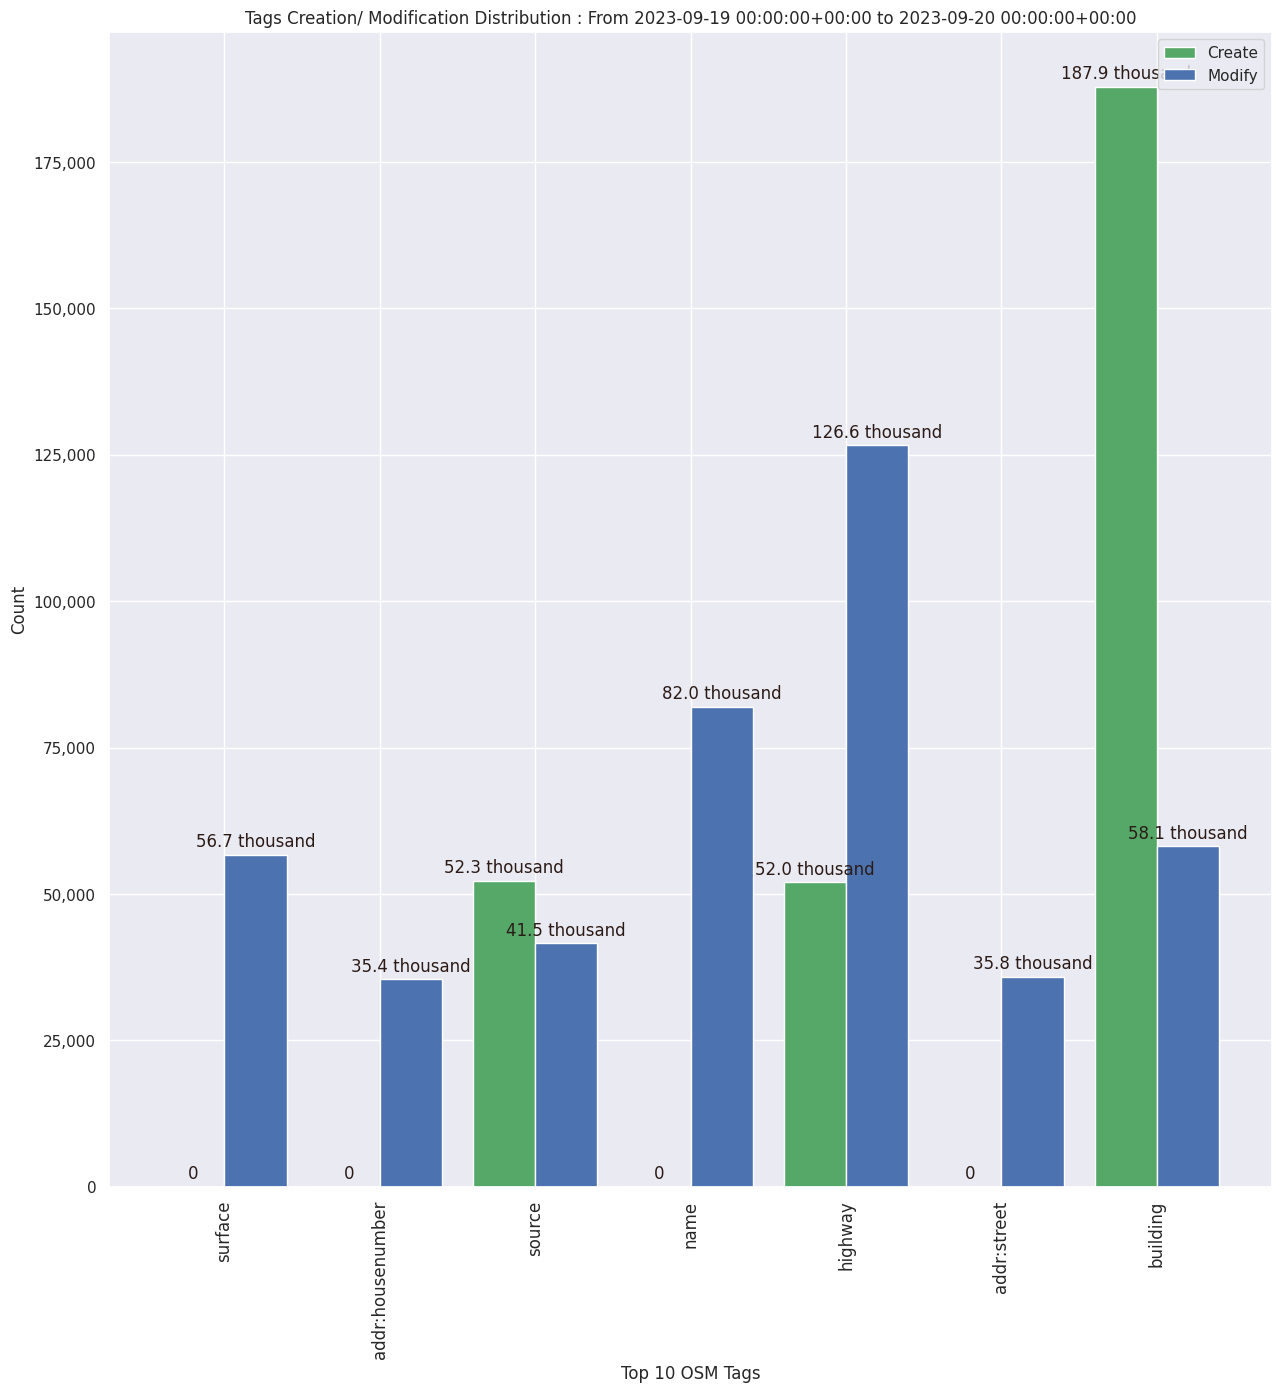 Tags Creation/ Modification Distribution : From 2023-09-19 00:00:00+00:00 to 2023-09-20 00:00:00+00:00
Create
Modify
187.9
175,000
150,000
126.6 thousand
125,000
100,000
Count
82.0 thousand
75,000
56.7 thousand
52.3 thousand
52.0 thousand
58.1 thousand
50,000
41.5 thousand
35.4 thousand
35.8 thousand
25,000
0
0
0
0
0
surface
addr:housenumber
source
name
highway
addr:street
building
Top 10 OSM Tags